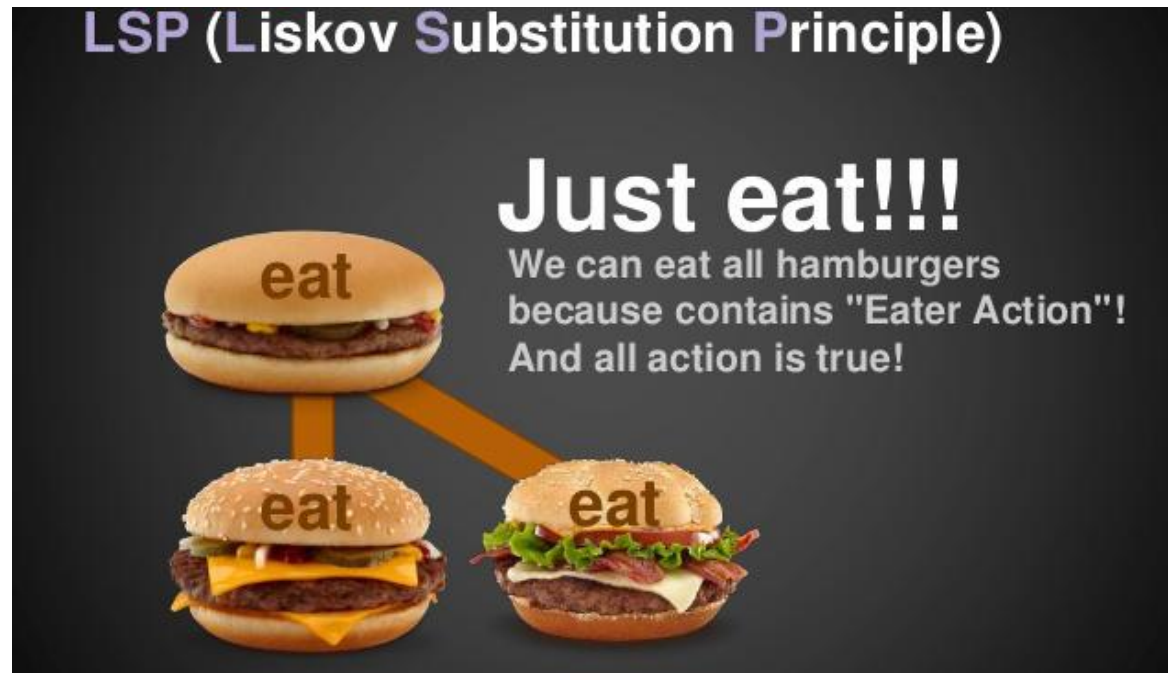 LSP (Liskov Substitution Principle)
Just eat!!!
We can eat all hamburgers
because contains "Eater Action"!
And all action is true!
eat
eat
eat